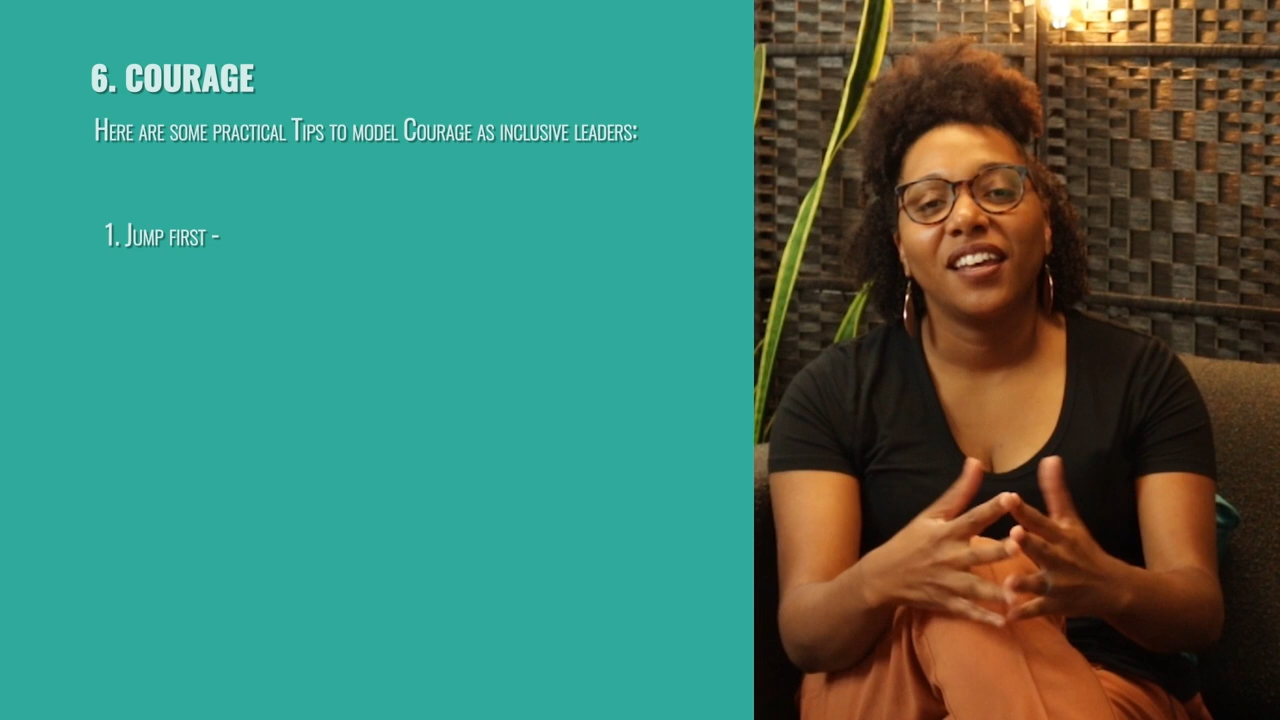 6. COURAGE
Here are some practical Tips to model Courage as inclusive leaders:
1. Jump first -